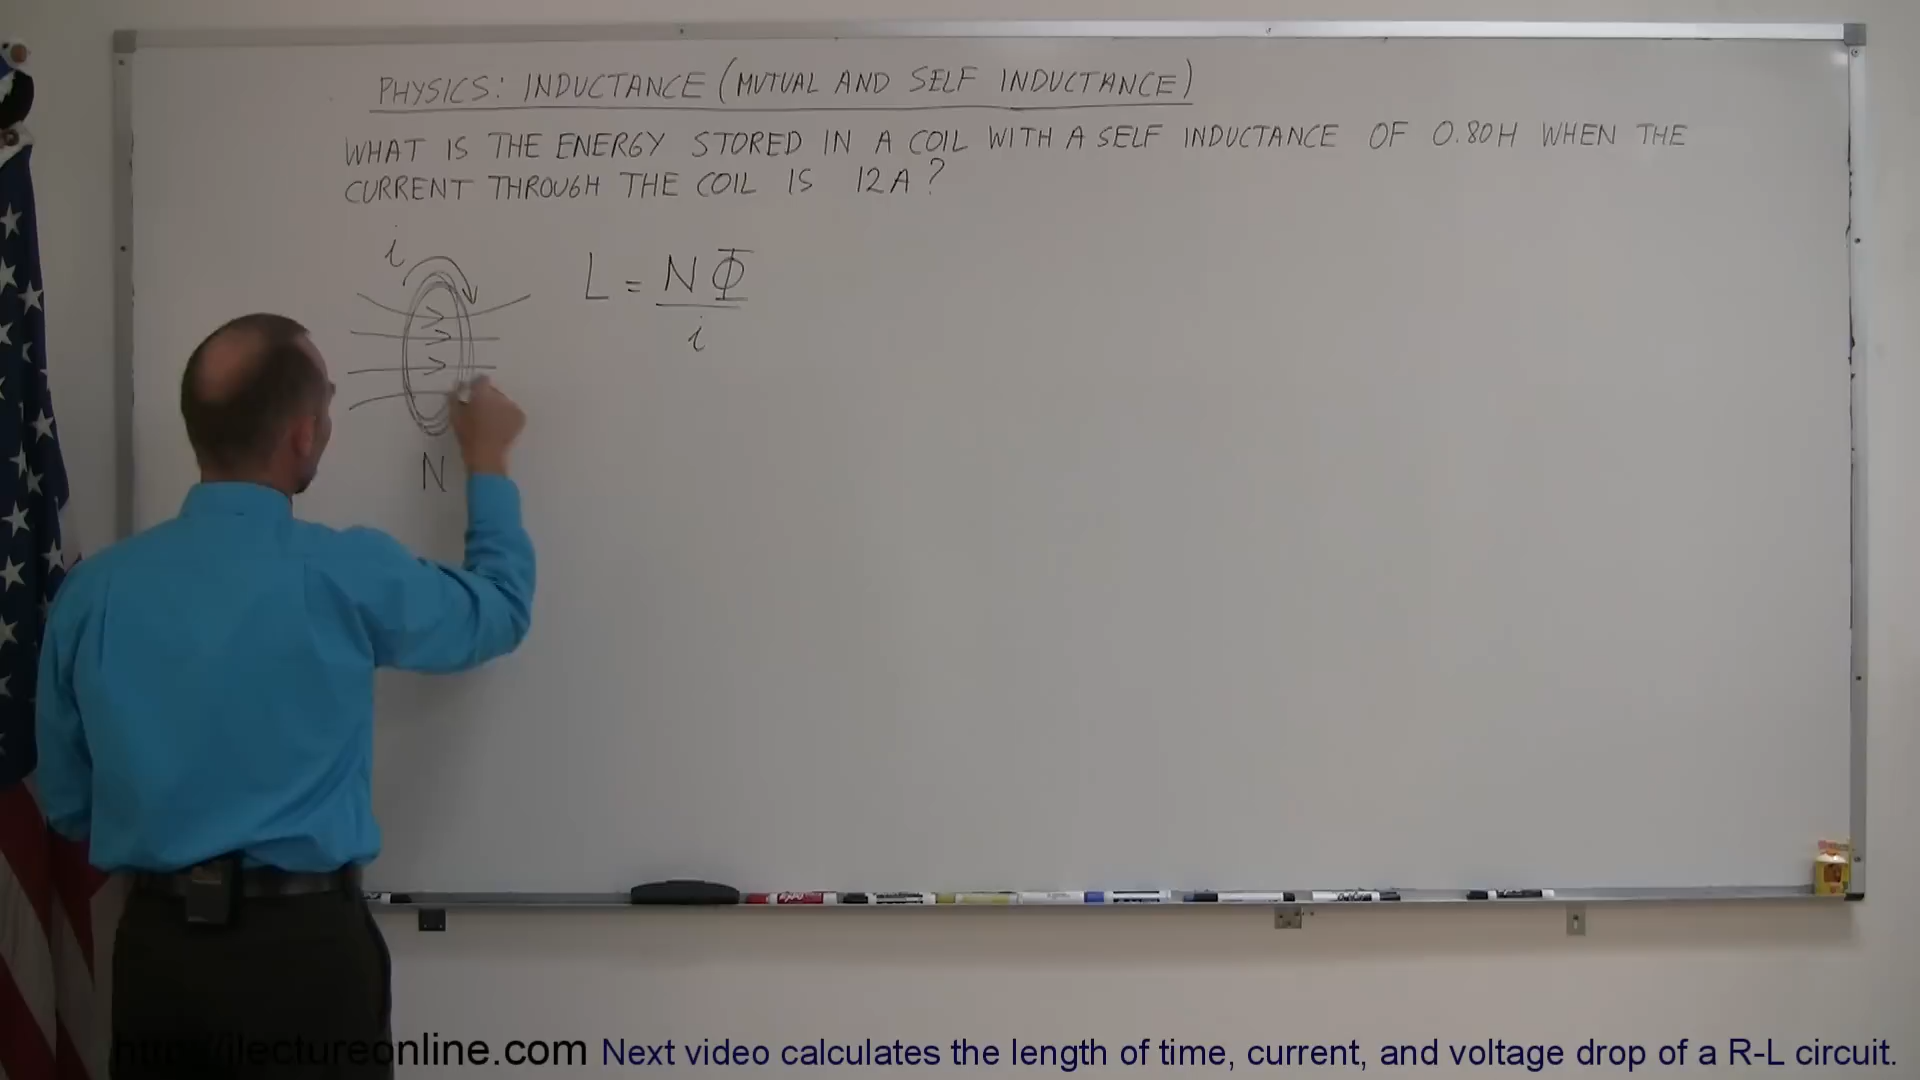 PHYSICS: INDUCTANCE (MUTUAL AND SELF INDUCTANCE)
WHAT IS THE ENERGY STORED IN A COIL WITH A SELF INDUCTANCE OF 0.80H WHEN THE
CURRENT THROUGH THE COIL IS 12A?
i
L = NΦ
i
N
http://ilectureonline.com Next video calculates the length of time, current, and voltage drop of a R-L circuit.